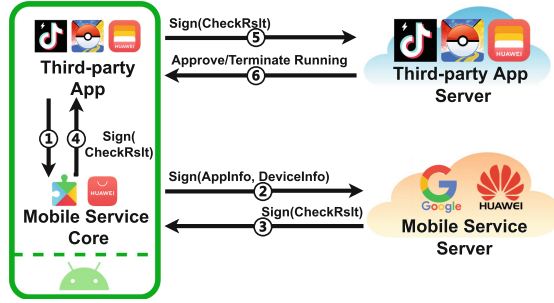 HUAWEI
Third-party
App
①
④
Sign(
CheckRslt)
HUAWEI
Mobile Service
Core
Sign(CheckRslt)
⑤
Approve/Terminate Running
⑥
HUAWEI
Third-party App
Server
Sign(AppInfo, DeviceInfo)
②
Sign(CheckRslt)
③
Google
HUAWEI
Mobile Service
Server